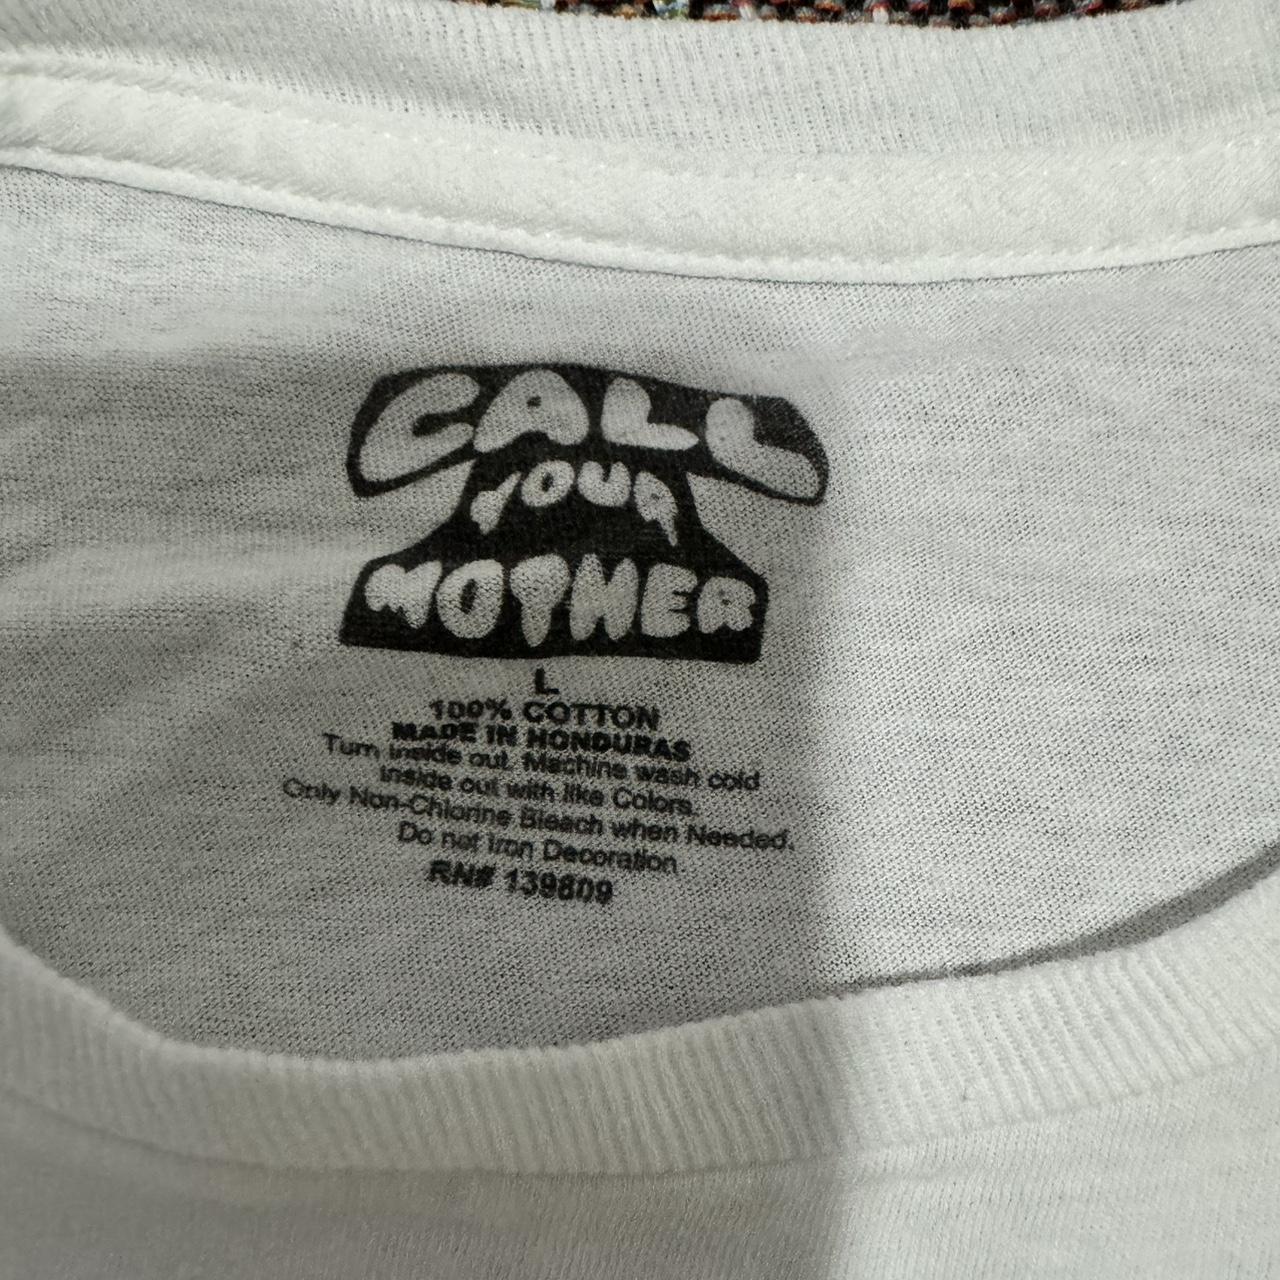 CALL
YOUR
MOTHER
L
100% COTTON
MADE IN HONDURAS
Turn inside out. Machine wash cold
inside out with like Colors.
Only Non-Chlorine Bleach when Needed.
Do not Iron Decoration
RN# 139809